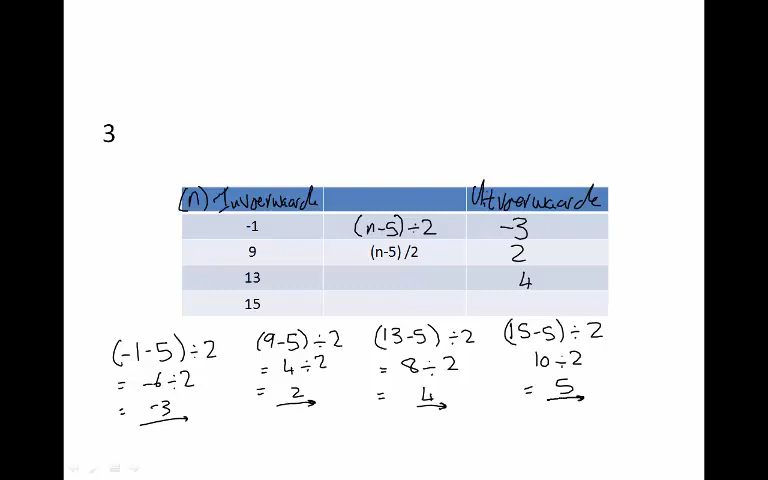 3
(n) Invoerwaarde Uitvoerwaarde
-1 (n-5)÷2 -3
9 (n-5) /2 2
13 4
15
(-1-5)÷2 (9-5)÷2 (13-5)÷2 (15-5)÷2
= -6÷2 = 4÷2 = 8÷2 10÷2
= -3 = 2 = 4 = 5